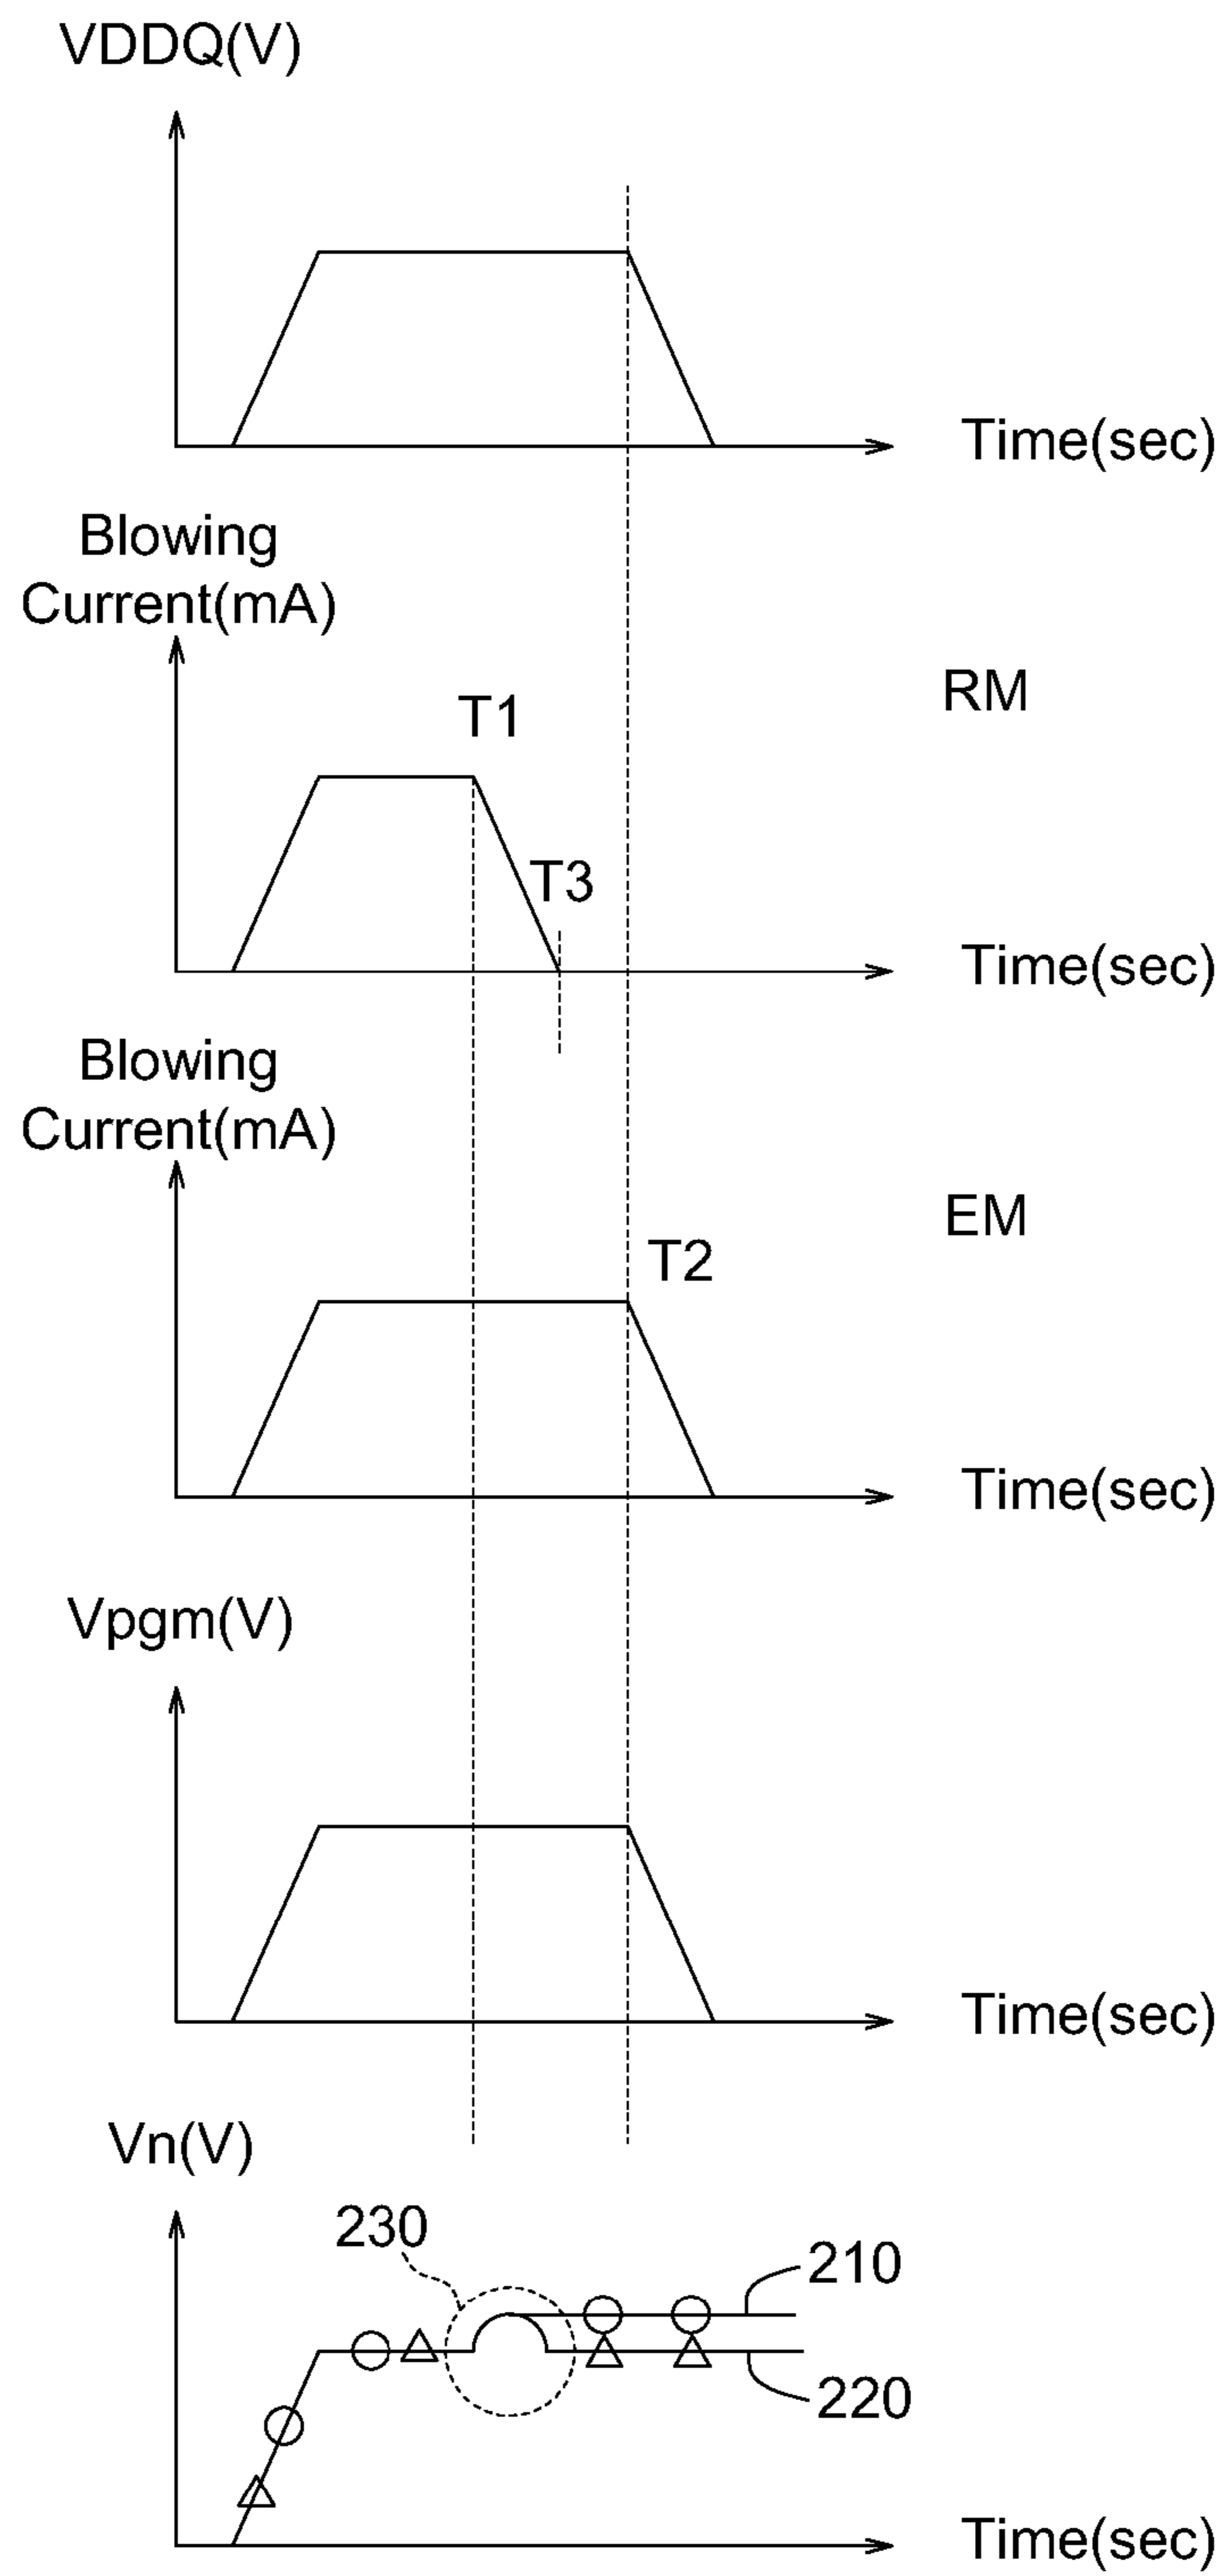 VDDQ(V)
Time(sec)
Blowing
Current(mA)
RM
T1
T3
Time(sec)
Blowing
Current(mA)
EM
T2
Time(sec)
Vpgm(V)
Time(sec)
Vn(V)
230
210
220
Time(sec)